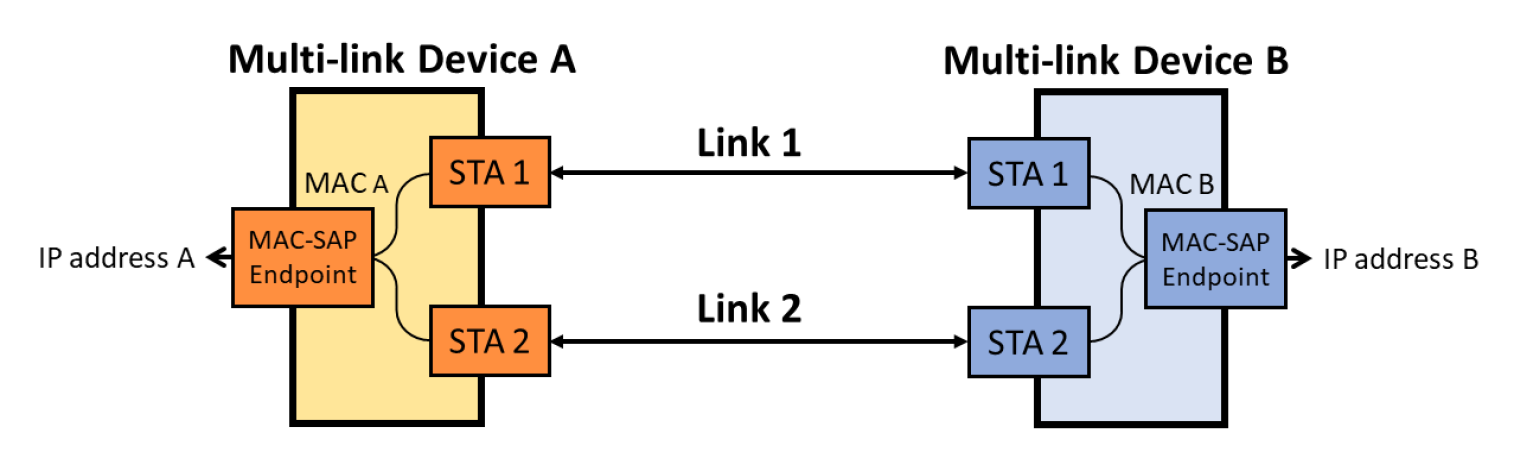 Multi-link Device A
Multi-link Device B
Link 1
STA 1
STA 1
MAC A
MAC B
MAC-SAP
Endpoint
MAC-SAP
Endpoint
IP address A
IP address B
Link 2
STA 2
STA 2